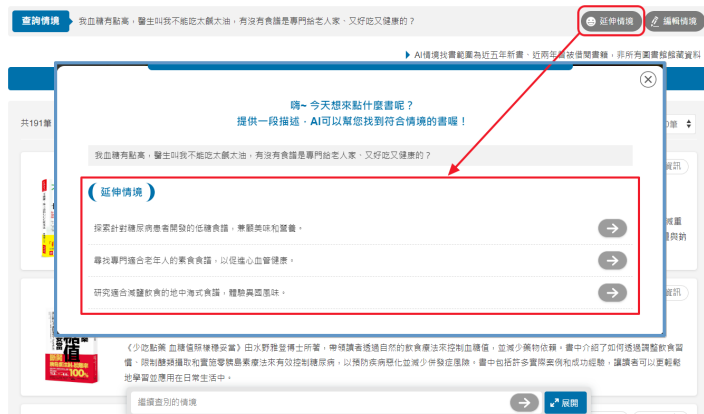 查詢情境
我血糖有點高，醫生叫我不能吃太鹹太油，有沒有食譜是專門給老人家、又好吃又健康的？
延伸情境
編輯情境
AI情境找書範圍為近五年新書、近兩年曾被借閱書籍，非所有圖書館館藏資料
共191筆
嗨~ 今天想來點什麼書呢？
提供一段描述，AI可以幫您找到符合情境的書喔！
我血糖有點高，醫生叫我不能吃太鹹太油，有沒有食譜是專門給老人家、又好吃又健康的？
延伸情境
探索針對糖尿病患者開發的低糖食譜，兼顧美味和營養。
尋找專門適合老年人的素食食譜，以促進心血管健康。
研究適合減鹽飲食的地中海式食譜，體驗異國風味。
《少吃點藥 血糖值照樣穩妥當》由水野雅登博士所著，帶領讀者透過自然的飲食療法來控制血糖值，並減少藥物依賴。書中介紹了如何透過調整飲食習
慣、限制醣類攝取和實施零胰島素療法來有效控制糖尿病，以預防疾病惡化並減少併發症風險。書中包括許多實際案例和成功經驗，讓讀者可以更輕鬆
地學習並應用在日常生活中。
糖值
100%
繼續查別的情境
展開